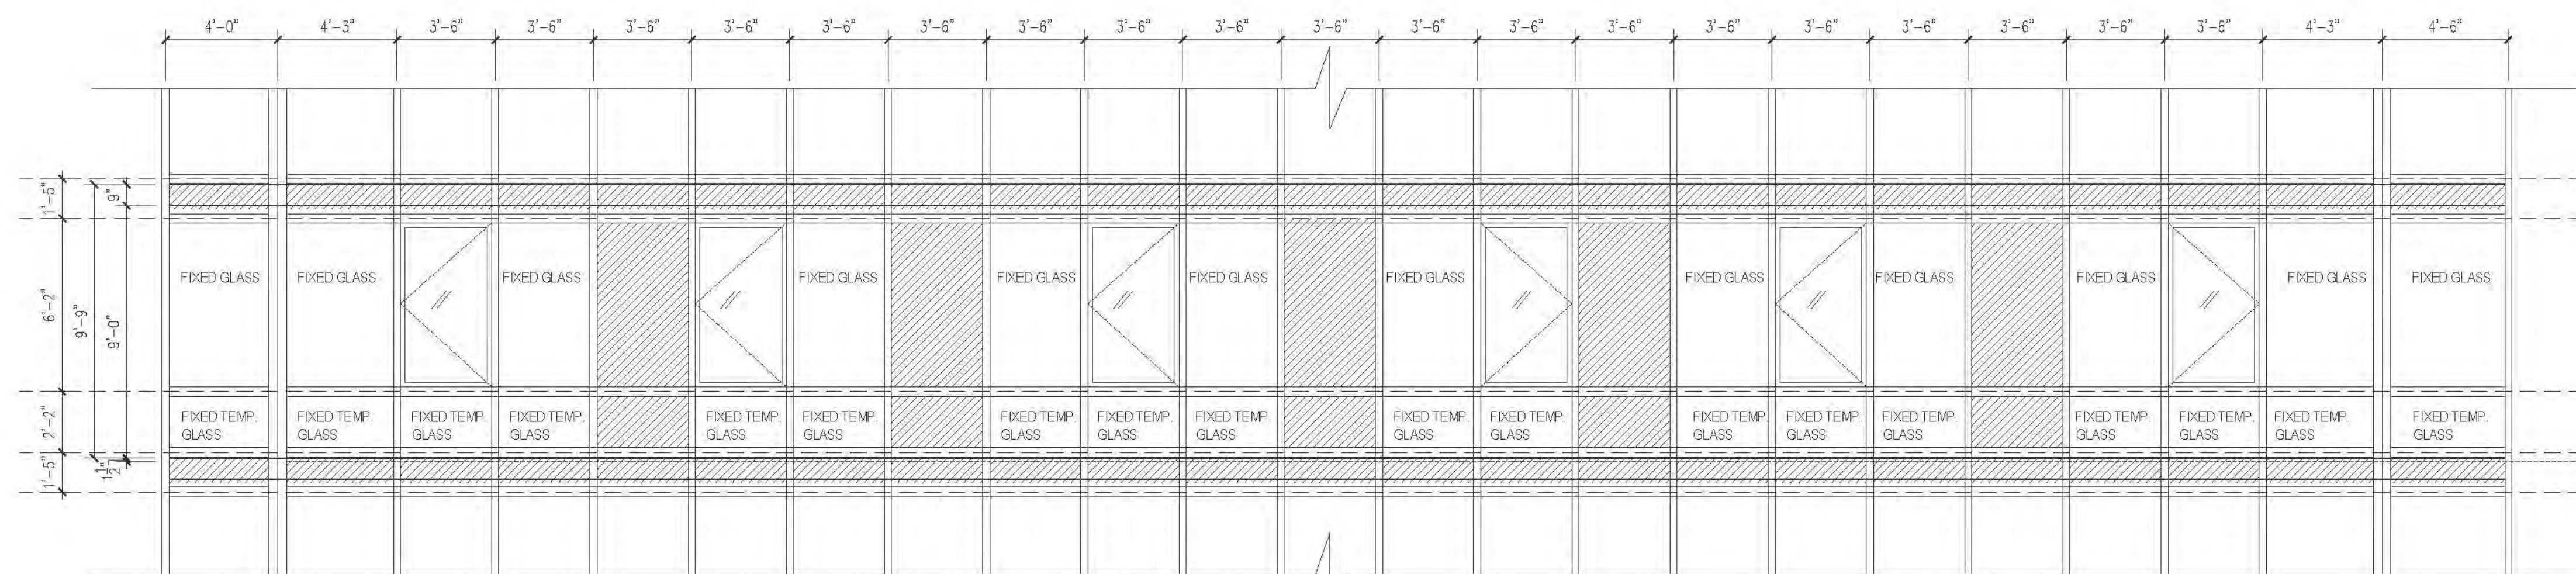 4'-0" 4'-3" 3'-6" 3'-6" 3'-6" 3'-6" 3'-6" 3'-6" 3'-6" 3'-6" 3'-6" 3'-6" 3'-6" 3'-6" 3'-6" 3'-6" 3'-6" 3'-6" 3'-6" 3'-6" 3'-6" 4'-3" 4'-6"
1'-5" 9"
FIXED GLASS FIXED GLASS FIXED GLASS FIXED GLASS FIXED GLASS FIXED GLASS FIXED GLASS FIXED GLASS FIXED GLASS FIXED GLASS FIXED GLASS FIXED GLASS
6'-2" 9'-9" 9'-0"
2'-2"
FIXED TEMP. FIXED TEMP. FIXED TEMP. FIXED TEMP. FIXED TEMP. FIXED TEMP. FIXED TEMP. FIXED TEMP. FIXED TEMP. FIXED TEMP. FIXED TEMP. FIXED TEMP. FIXED TEMP. FIXED TEMP. FIXED TEMP. FIXED TEMP. FIXED TEMP. FIXED TEMP.
GLASS GLASS GLASS GLASS GLASS GLASS GLASS GLASS GLASS GLASS GLASS GLASS GLASS GLASS GLASS GLASS GLASS GLASS
1'-5" 1 1/2"